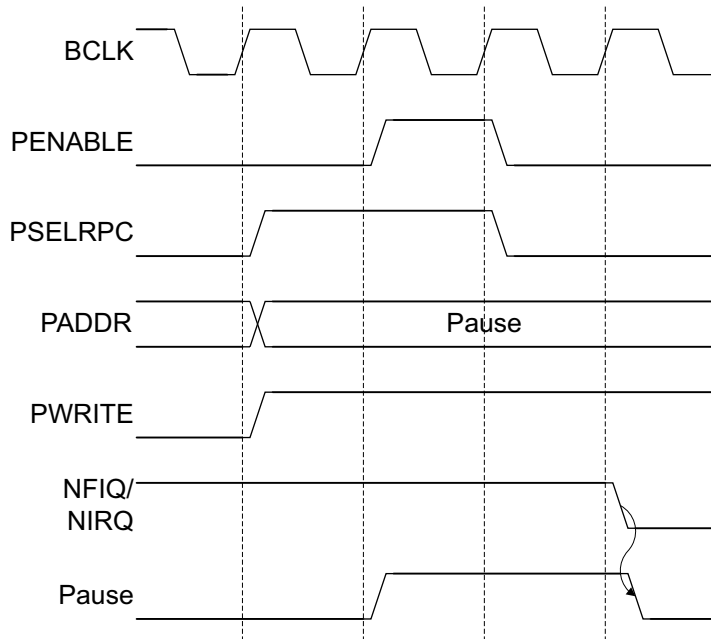 BCLK
PENABLE
PSELRPC
PADDR
Pause
PWRITE
NFIQ/
NIRQ
Pause